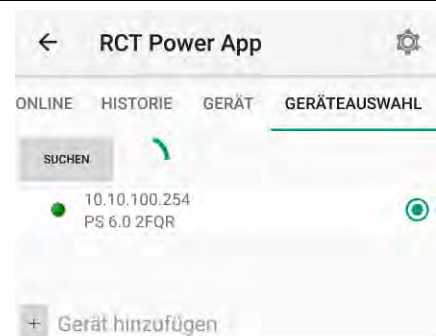 RCT Power App
ONLINE HISTORIE GERÄT GERÄTEAUSWAHL
SUCHEN
10.10.100.254
PS 6.0 2FQR
+ Gerät hinzufügen